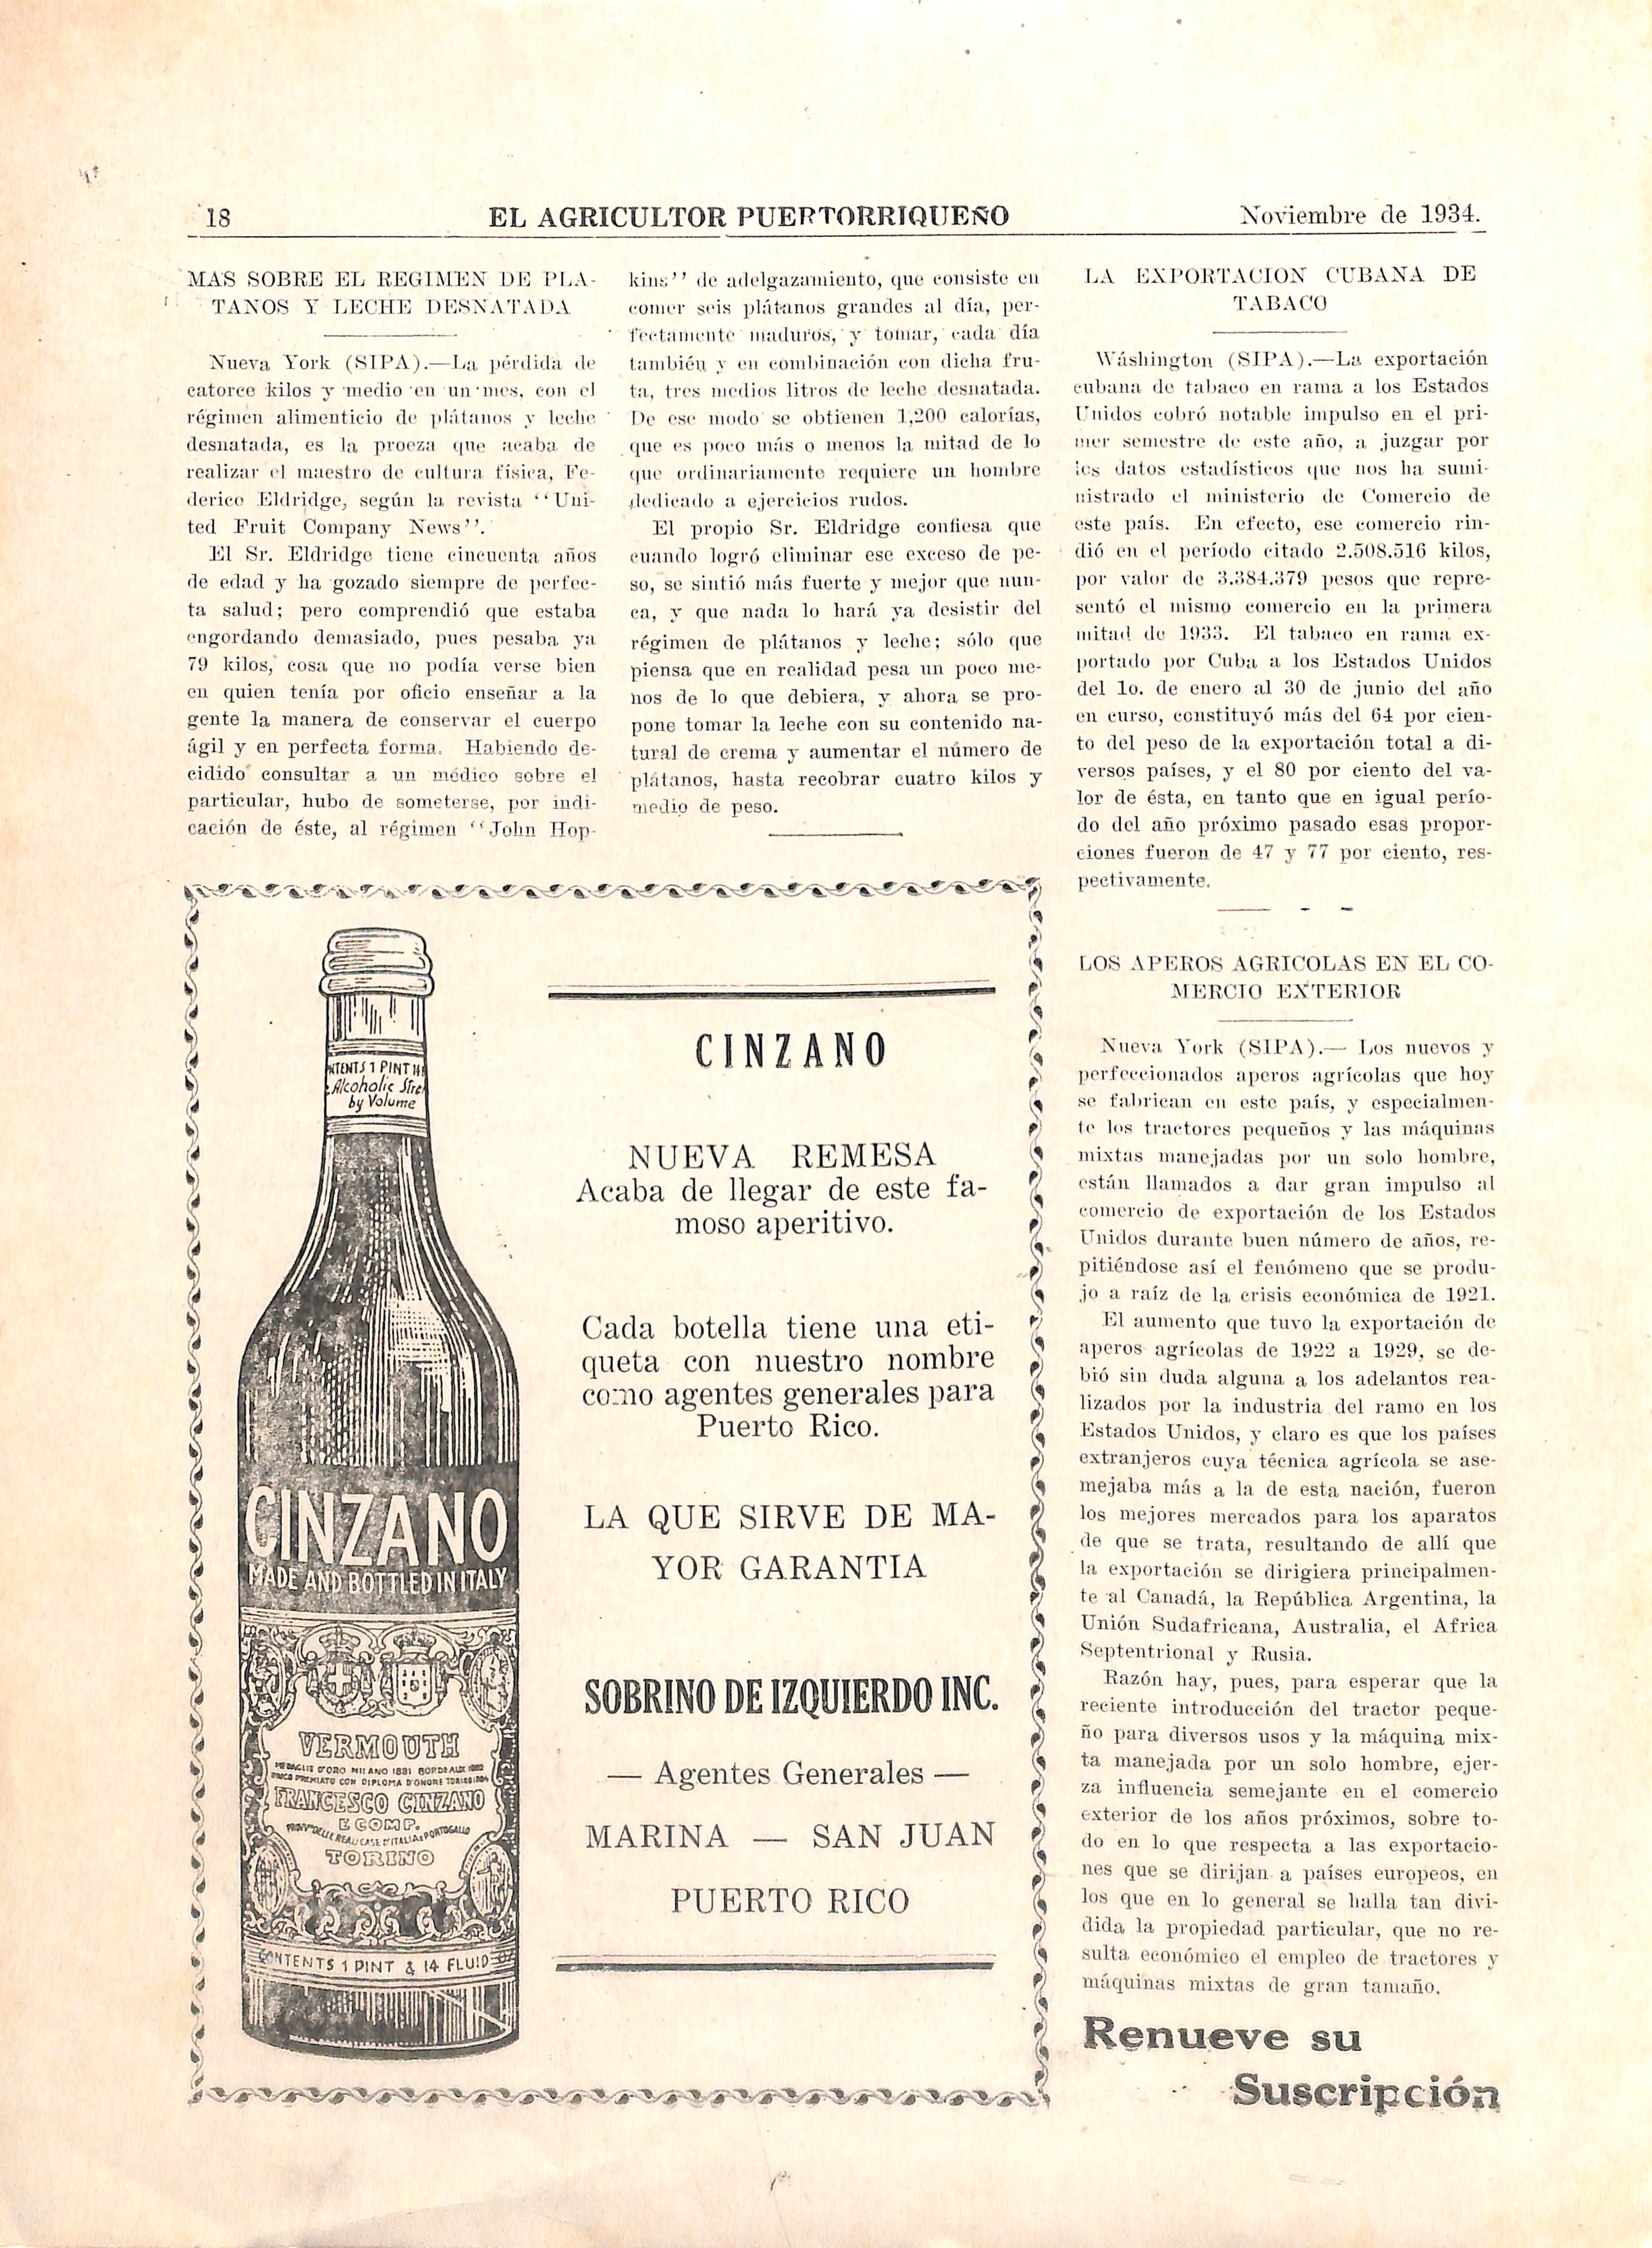 18
EL AGRICULTOR PUERTORRIQUEÑO
Noviembre de 1934.
MAS SOBRE EL REGIMEN DE PLA-
TANOS Y LECHE DESNATADA
Nueva York (SIPA).—La pérdida de
catorce kilos y medio en un mes, con el
régimen alimenticio de plátanos y leche
desnatada, es la proeza que acaba de
realizar el maestro de cultura física, Fe-
derico Eldridge, según la revista "Uni-
ted Fruit Company News".
El Sr. Eldridge tiene cincuenta años
de edad y ha gozado siempre de perfec-
ta salud; pero comprendió que estaba
engordando demasiado, pues pesaba ya
79 kilos, cosa que no podía verse bien
en quien tenía por oficio enseñar a la
gente la manera de conservar el cuerpo
ágil y en perfecta forma. Habiendo de-
cidido consultar a un médico sobre el
particular, hubo de someterse, por indi-
cación de éste, al régimen "John Hop-
kins" de adelgazamiento, que consiste en
comer seis plátanos grandes al día, per-
fectamente maduros, y tomar, cada día
también y en combinación con dicha fru-
ta, tres medios litros de leche desnatada.
De ese modo se obtienen 1,200 calorías,
que es poco más o menos la mitad de lo
que ordinariamente requiere un hombre
dedicado a ejercicios rudos.
El propio Sr. Eldridge confiesa que
cuando logró eliminar ese exceso de pe-
so, se sintió más fuerte y mejor que nun-
ca, y que nada lo hará ya desistir del
régimen de plátanos y leche; sólo que
piensa que en realidad pesa un poco me-
nos de lo que debiera, y ahora se pro-
pone tomar la leche con su contenido na-
tural de crema y aumentar el número de
plátanos, hasta recobrar cuatro kilos y
medio de peso.
NTENTS 1 PINT 14
Alcoholic Stre
by Volume
CINZANO
MADE AND BOTTLED IN ITALY
VERMOUTH
MEDAGLIE D'ORO MILANO 1881 BORDEAUX 1882
UNICO PREMIATO CON DIPLOMA D'ONORE TORINO 1884
FRANCESCO CINZANO
E COMP.
PROVV. DELLE REALI CASE D'ITALIA E PORTOGALLO
TORINO
CONTENTS 1 PINT & 14 FLUID
CINZANO
NUEVA REMESA
Acaba de llegar de este fa-
moso aperitivo.
Cada botella tiene una eti-
queta con nuestro nombre
como agentes generales para
Puerto Rico.
LA QUE SIRVE DE MA-
YOR GARANTIA
SOBRINO DE IZQUIERDO INC.
— Agentes Generales —
MARINA — SAN JUAN
PUERTO RICO
LA EXPORTACION CUBANA DE
TABACO
Wáshington (SIPA).—La exportación
cubana de tabaco en rama a los Estados
Unidos cobró notable impulso en el pri-
mer semestre de este año, a juzgar por
los datos estadísticos que nos ha sumi-
nistrado el ministerio de Comercio de
este país. En efecto, ese comercio rin-
dió en el período citado 2.508.516 kilos,
por valor de 3.384.379 pesos que repre-
sentó el mismo comercio en la primera
mitad de 1933. El tabaco en rama ex-
portado por Cuba a los Estados Unidos
del 1o. de enero al 30 de junio del año
en curso, constituyó más del 64 por cien-
to del peso de la exportación total a di-
versos países, y el 80 por ciento del va-
lor de ésta, en tanto que en igual perío-
do del año próximo pasado esas propor-
ciones fueron de 47 y 77 por ciento, res-
pectivamente.
LOS APEROS AGRICOLAS EN EL CO-
MERCIO EXTERIOR
Nueva York (SIPA).— Los nuevos y
perfeccionados aperos agrícolas que hoy
se fabrican en este país, y especialmen-
te los tractores pequeños y las máquinas
mixtas manejadas por un solo hombre,
están llamados a dar gran impulso al
comercio de exportación de los Estados
Unidos durante buen número de años, re-
pitiéndose así el fenómeno que se produ-
jo a raíz de la crisis económica de 1921.
El aumento que tuvo la exportación de
aperos agrícolas de 1922 a 1929, se de-
bió sin duda alguna a los adelantos rea-
lizados por la industria del ramo en los
Estados Unidos, y claro es que los países
extranjeros cuya técnica agrícola se ase-
mejaba más a la de esta nación, fueron
los mejores mercados para los aparatos
de que se trata, resultando de allí que
la exportación se dirigiera principalmen-
te al Canadá, la República Argentina, la
Unión Sudafricana, Australia, el Africa
Septentrional y Rusia.
Razón hay, pues, para esperar que la
reciente introducción del tractor peque-
ño para diversos usos y la máquina mix-
ta manejada por un solo hombre, ejer-
za influencia semejante en el comercio
exterior de los años próximos, sobre to-
do en lo que respecta a las exportacio-
nes que se dirijan a países europeos, en
los que en lo general se halla tan divi-
dida la propiedad particular, que no re-
sulta económico el empleo de tractores y
máquinas mixtas de gran tamaño.
Renueve su
Suscripción